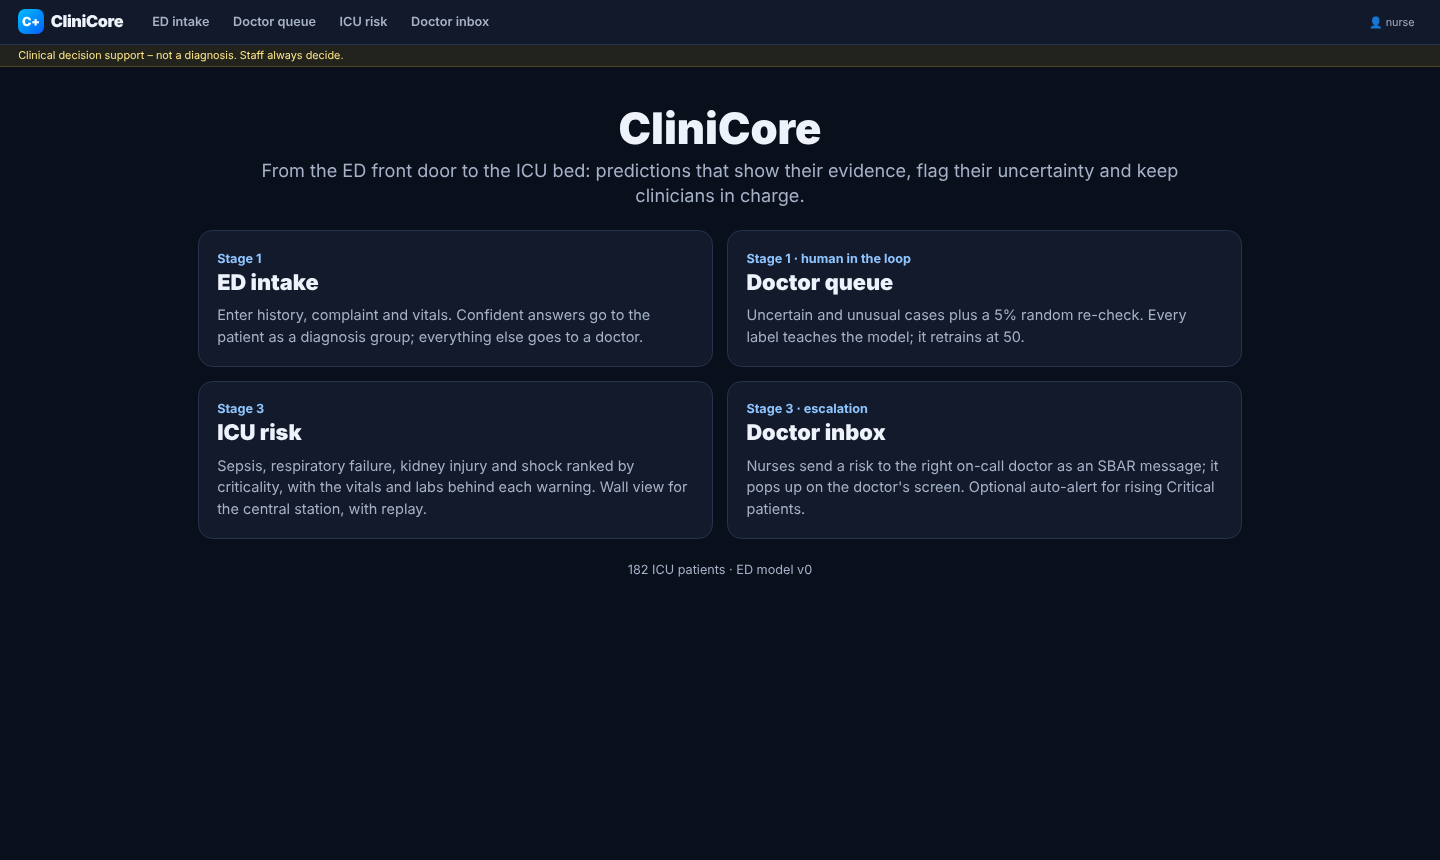 C+ CliniCore ED intake Doctor queue ICU risk Doctor inbox 👤 nurse
Clinical decision support – not a diagnosis. Staff always decide.
CliniCore
From the ED front door to the ICU bed: predictions that show their evidence, flag their uncertainty and keep
clinicians in charge.
Stage 1
ED intake
Enter history, complaint and vitals. Confident answers go to the
patient as a diagnosis group; everything else goes to a doctor.
Stage 1 · human in the loop
Doctor queue
Uncertain and unusual cases plus a 5% random re-check. Every
label teaches the model; it retrains at 50.
Stage 3
ICU risk
Sepsis, respiratory failure, kidney injury and shock ranked by
criticality, with the vitals and labs behind each warning. Wall view for
the central station, with replay.
Stage 3 · escalation
Doctor inbox
Nurses send a risk to the right on-call doctor as an SBAR message; it
pops up on the doctor's screen. Optional auto-alert for rising Critical
patients.
182 ICU patients · ED model v0